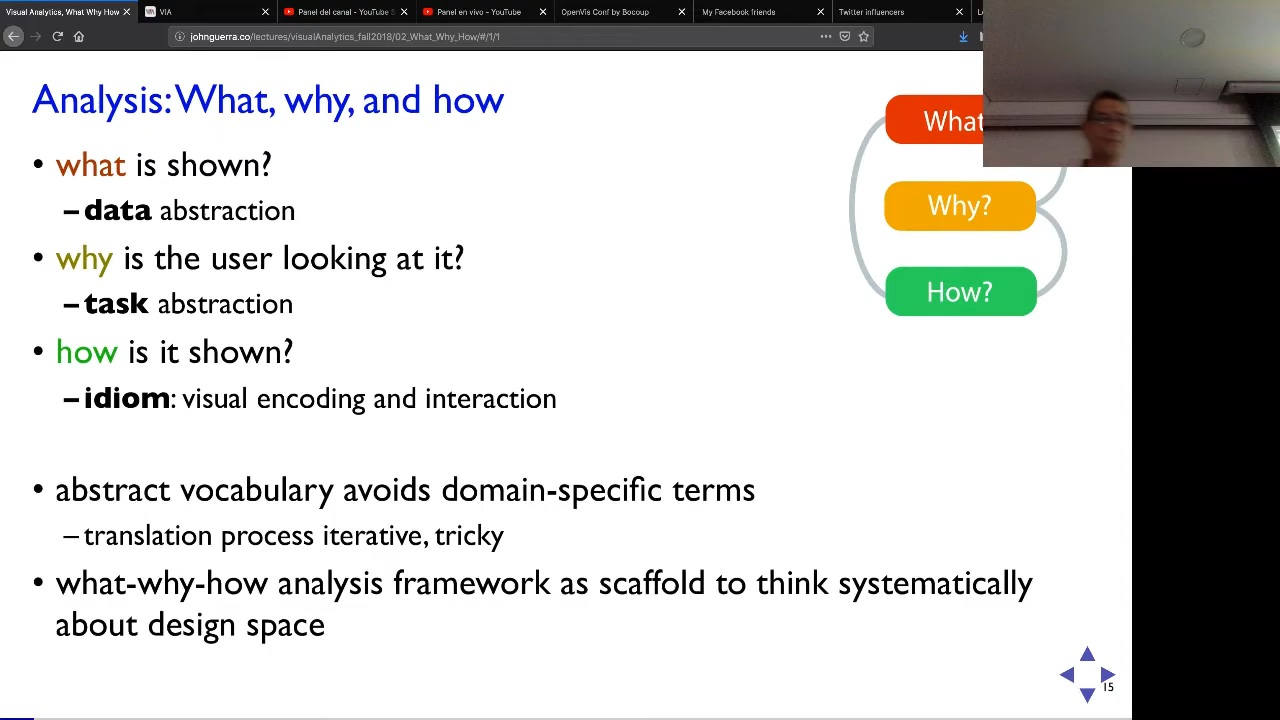 Visual Analytics, What Why How
VIA
Panel del canal - YouTube S
Panel en vivo - YouTube
OpenVis Conf by Bocoup
My Facebook friends
Twitter influencers
johnguerra.co/lectures/visualAnalytics_fall2018/02_What_Why_How/#/1/1
Analysis: What, why, and how
• what is shown?
– data abstraction
• why is the user looking at it?
– task abstraction
• how is it shown?
– idiom: visual encoding and interaction
• abstract vocabulary avoids domain-specific terms
– translation process iterative, tricky
• what-why-how analysis framework as scaffold to think systematically
about design space
What
Why?
How?
15